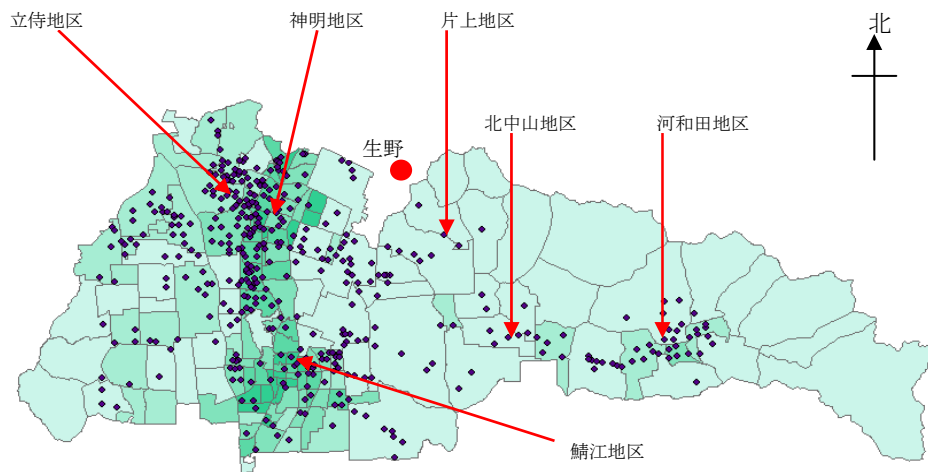 立侍地区
神明地区
片上地区
北
北中山地区
河和田地区
生野
鯖江地区